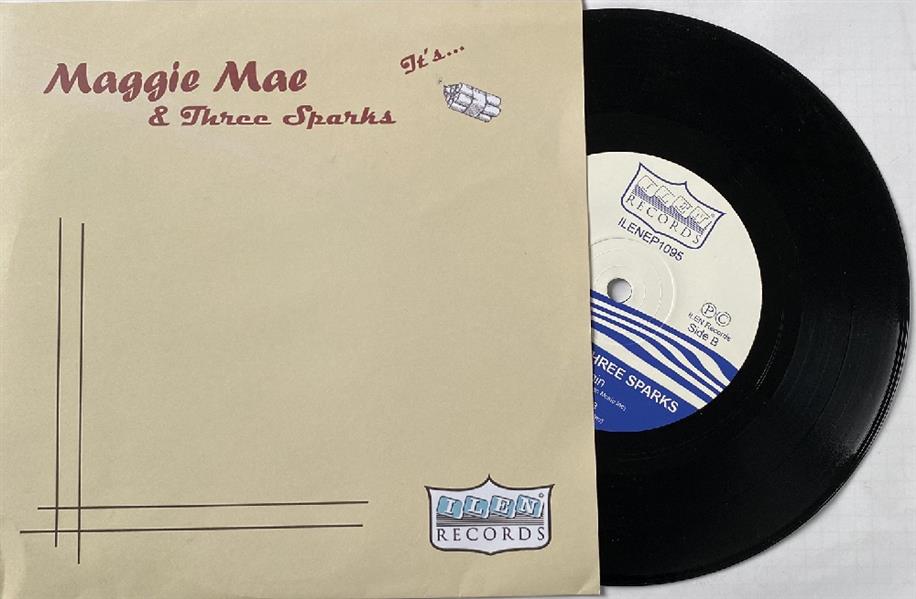 Maggie Mae
& Three Sparks
It's...
ILEN
RECORDS
ILEN
RECORDS
ILENEP1095
ILEN Records
Side B
THREE SPARKS